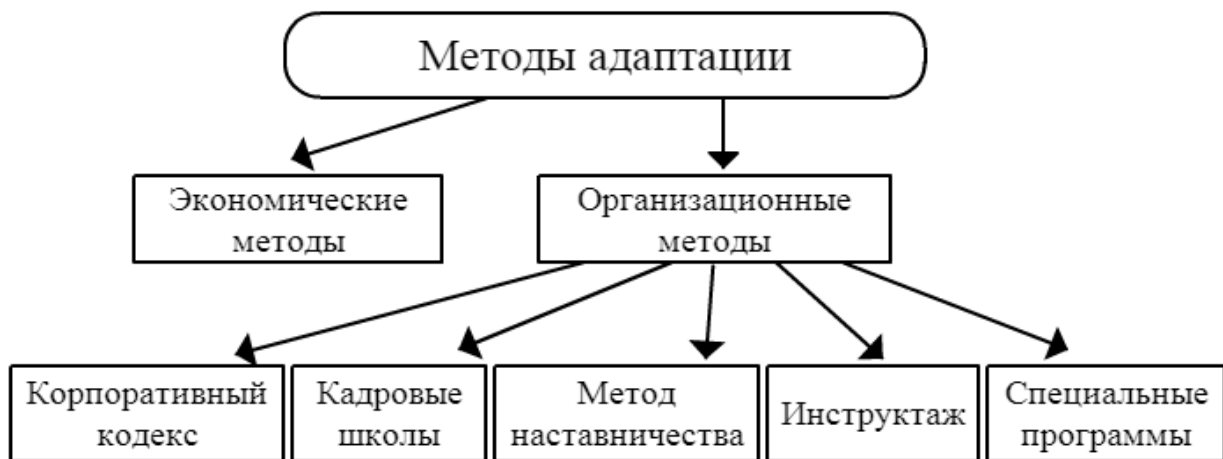 Методы адаптации
Экономические
методы
Организационные
методы
Корпоративный
кодекс
Кадровые
школы
Метод
наставничества
Инструктаж
Специальные
программы